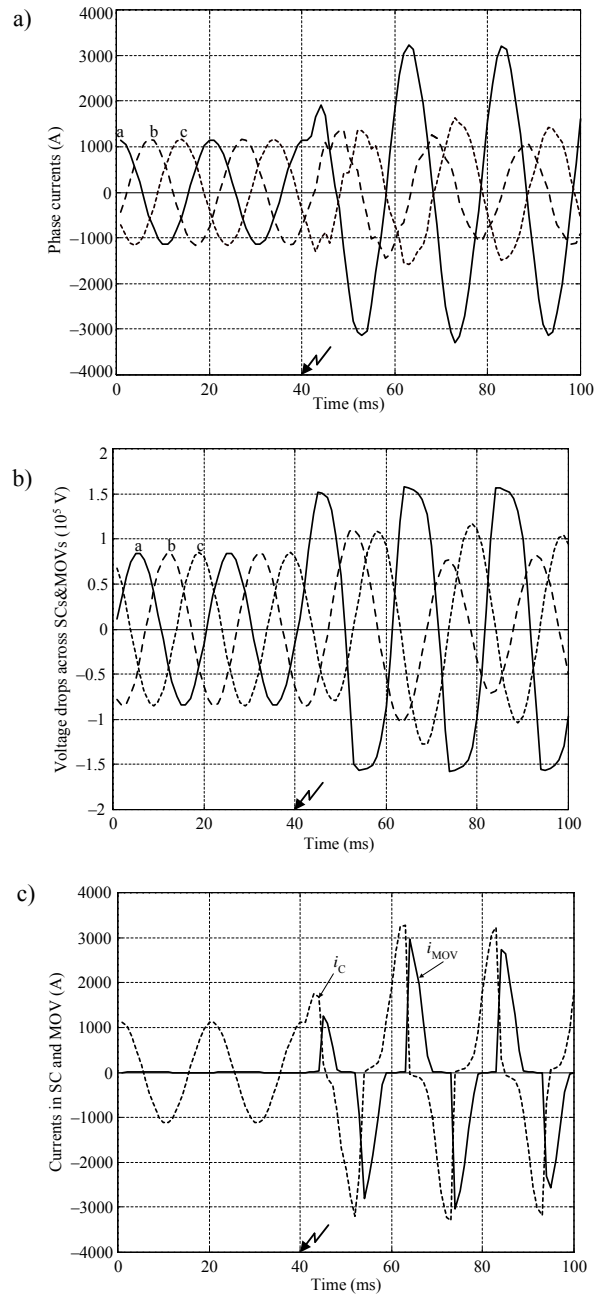 a)
Phase currents (A)
4000
3000
2000
1000
0
−1000
−2000
−3000
−4000
a
b
c
0
20
40
60
80
100
Time (ms)
b)
Voltage drops across SCs&MOVs (10⁵ V)
2
1.5
1
0.5
0
−0.5
−1
−1.5
−2
a
b
c
0
20
40
60
80
100
Time (ms)
c)
Currents in SC and MOV (A)
4000
3000
2000
1000
0
−1000
−2000
−3000
−4000
iC
iMOV
0
20
40
60
80
100
Time (ms)